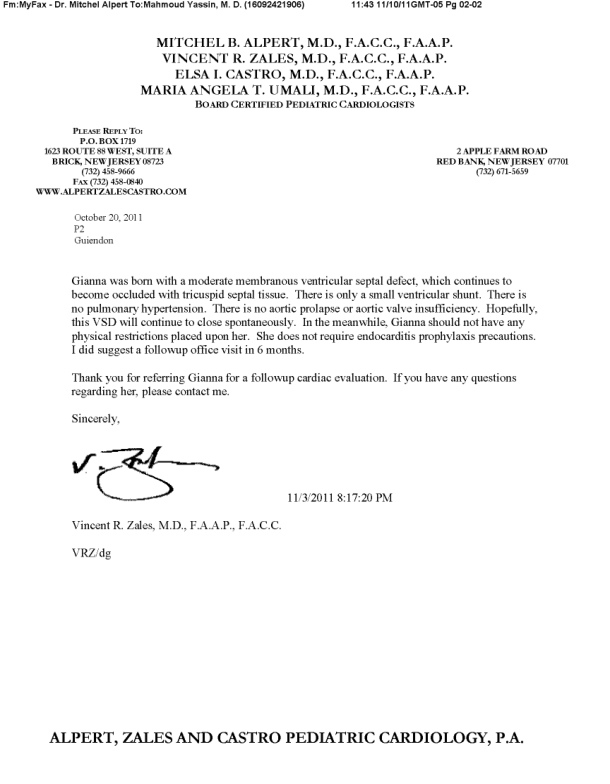 Fm:MyFax - Dr. Mitchel Alpert To:Mahmoud Yassin, M. D. (16092421906) 11:43 11/10/11GMT-05 Pg 02-02
MITCHEL B. ALPERT, M.D., F.A.C.C., F.A.A.P.
VINCENT R. ZALES, M.D., F.A.C.C., F.A.A.P.
ELSA I. CASTRO, M.D., F.A.C.C., F.A.A.P.
MARIA ANGELA T. UMALI, M.D., F.A.C.C., F.A.A.P.
BOARD CERTIFIED PEDIATRIC CARDIOLOGISTS
PLEASE REPLY TO:
P.O. BOX 1719
1623 ROUTE 88 WEST, SUITE A
BRICK, NEW JERSEY 08723
(732) 458-9666
FAX (732) 458-0840
WWW.ALPERTZALESCASTRO.COM
2 APPLE FARM ROAD
RED BANK, NEW JERSEY 07701
(732) 671-5659
October 20, 2011
P2
Guiendon
Gianna was born with a moderate membranous ventricular septal defect, which continues to
become occluded with tricuspid septal tissue. There is only a small ventricular shunt. There is
no pulmonary hypertension. There is no aortic prolapse or aortic valve insufficiency. Hopefully,
this VSD will continue to close spontaneously. In the meanwhile, Gianna should not have any
physical restrictions placed upon her. She does not require endocarditis prophylaxis precautions.
I did suggest a followup office visit in 6 months.
Thank you for referring Gianna for a followup cardiac evaluation. If you have any questions
regarding her, please contact me.
Sincerely,
11/3/2011 8:17:20 PM
Vincent R. Zales, M.D., F.A.A.P., F.A.C.C.
VRZ/dg
ALPERT, ZALES AND CASTRO PEDIATRIC CARDIOLOGY, P.A.